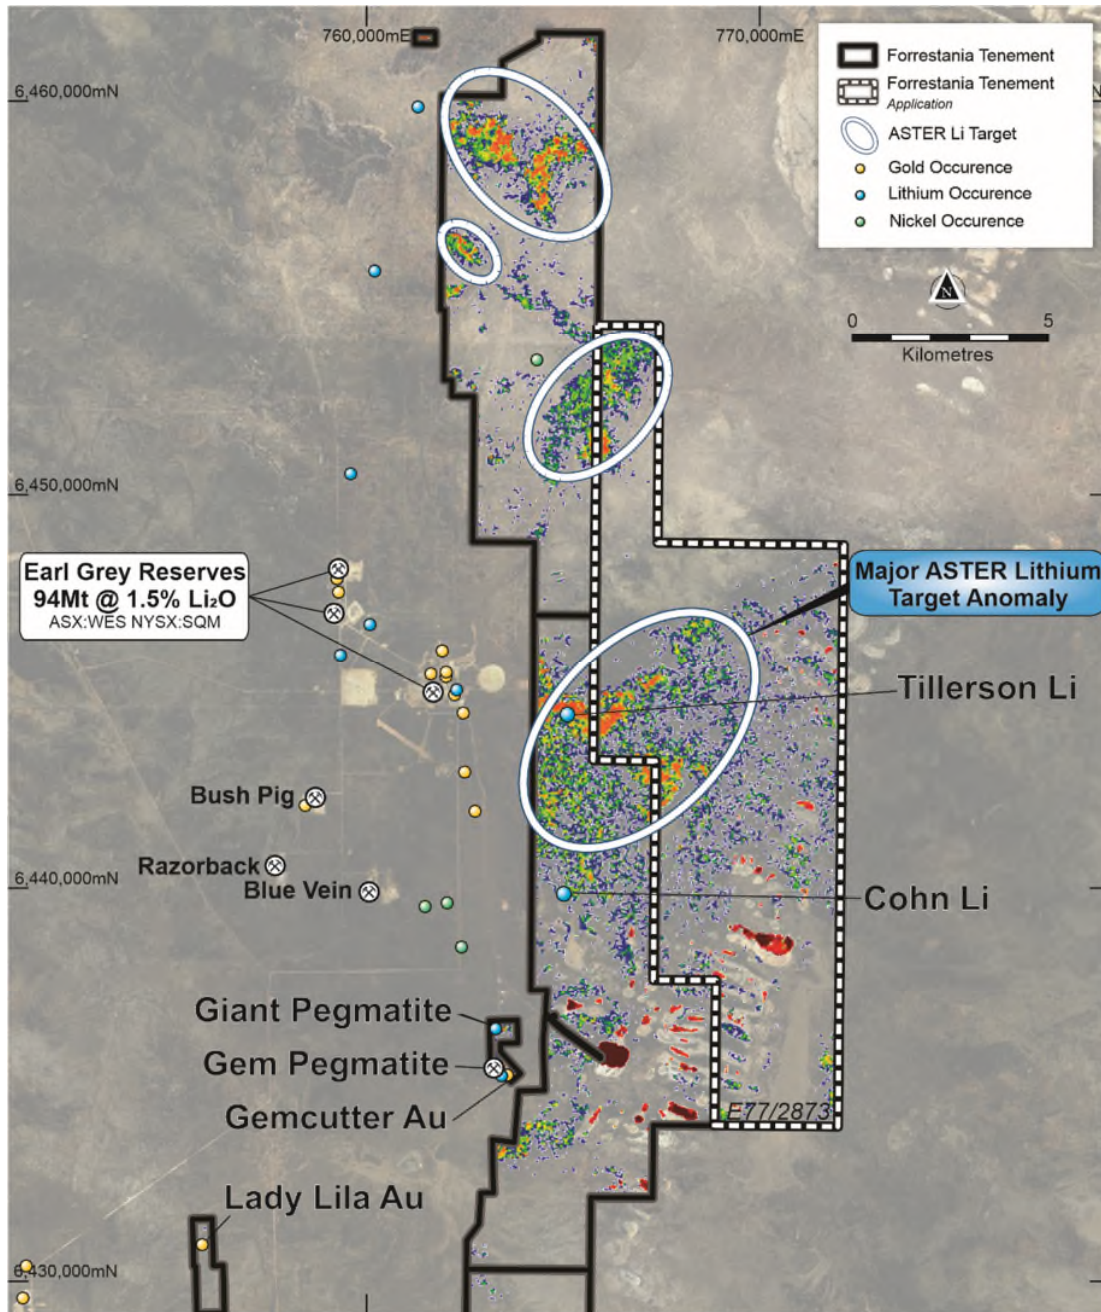 760,000mE
770,000mE
6,460,000mN
N
Forrestania Tenement
Forrestania Tenement
Application
ASTER Li Target
Gold Occurence
Lithium Occurence
Nickel Occurence
N
0 5
Kilometres
6,450,000mN
Earl Grey Reserves
94Mt @ 1.5% Li₂O
ASX:WES NYSX:SQM
Major ASTER Lithium
Target Anomaly
Tillerson Li
Bush Pig
Razorback
Blue Vein
6,440,000mN
Cohn Li
Giant Pegmatite
Gem Pegmatite
Gemcutter Au
E77/2873
Lady Lila Au
6,430,000mN